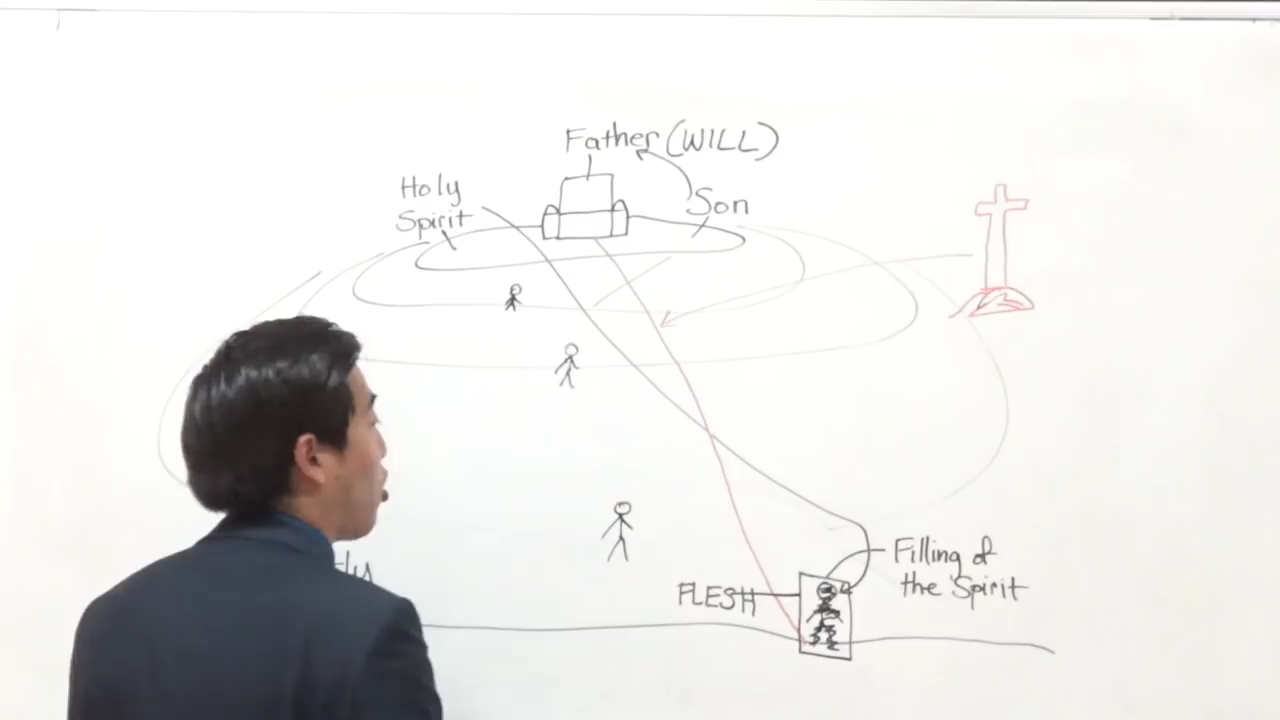 Father (WILL)
Holy
Spirit
Son
Filling of
the Spirit
FLESH